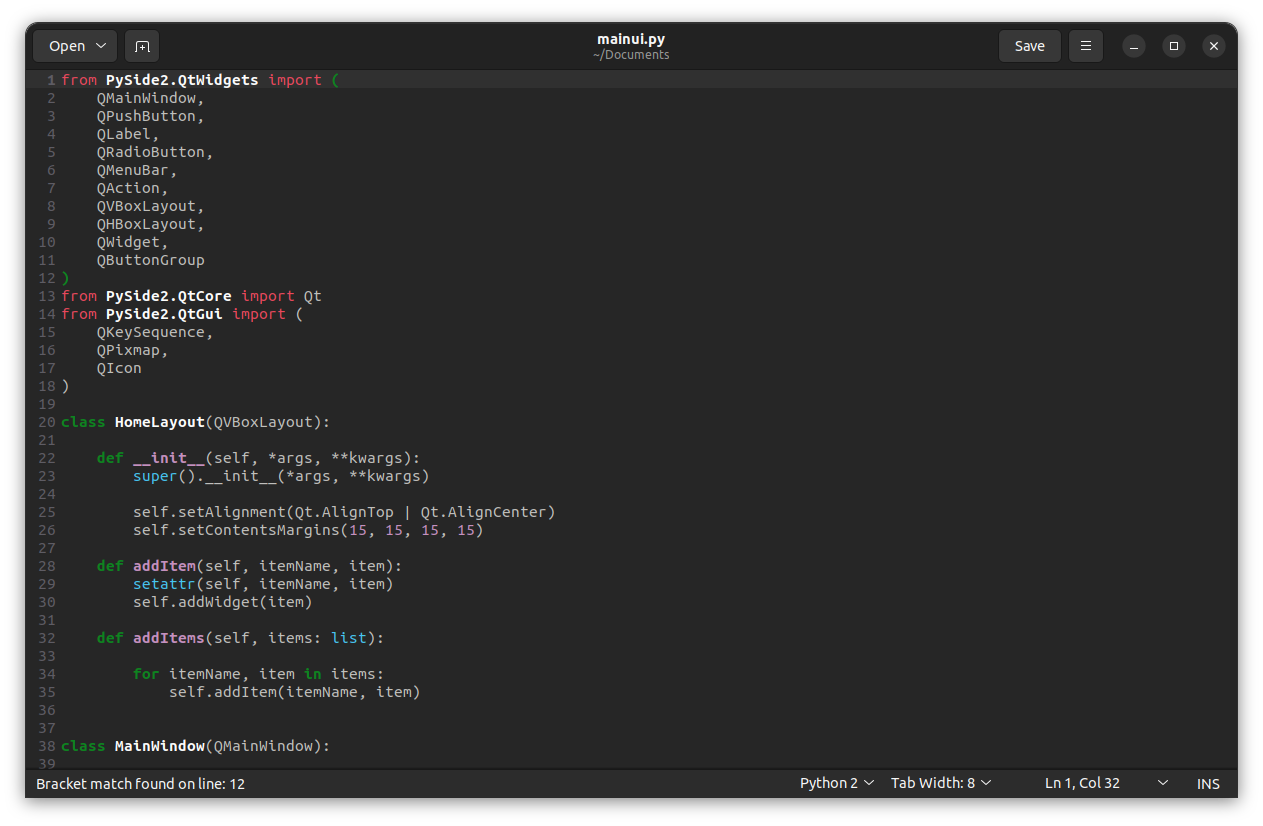 Open
mainui.py
~/Documents
Save
1 from PySide2.QtWidgets import (
2     QMainWindow,
3     QPushButton,
4     QLabel,
5     QRadioButton,
6     QMenuBar,
7     QAction,
8     QVBoxLayout,
9     QHBoxLayout,
10     QWidget,
11     QButtonGroup
12 )
13 from PySide2.QtCore import Qt
14 from PySide2.QtGui import (
15     QKeySequence,
16     QPixmap,
17     QIcon
18 )
19
20 class HomeLayout(QVBoxLayout):
21
22     def __init__(self, *args, **kwargs):
23         super().__init__(*args, **kwargs)
24
25         self.setAlignment(Qt.AlignTop | Qt.AlignCenter)
26         self.setContentsMargins(15, 15, 15, 15)
27
28     def addItem(self, itemName, item):
29         setattr(self, itemName, item)
30         self.addWidget(item)
31
32     def addItems(self, items: list):
33
34         for itemName, item in items:
35             self.addItem(itemName, item)
36
37
38 class MainWindow(QMainWindow):
39
Bracket match found on line: 12
Python 2
Tab Width: 8
Ln 1, Col 32
INS